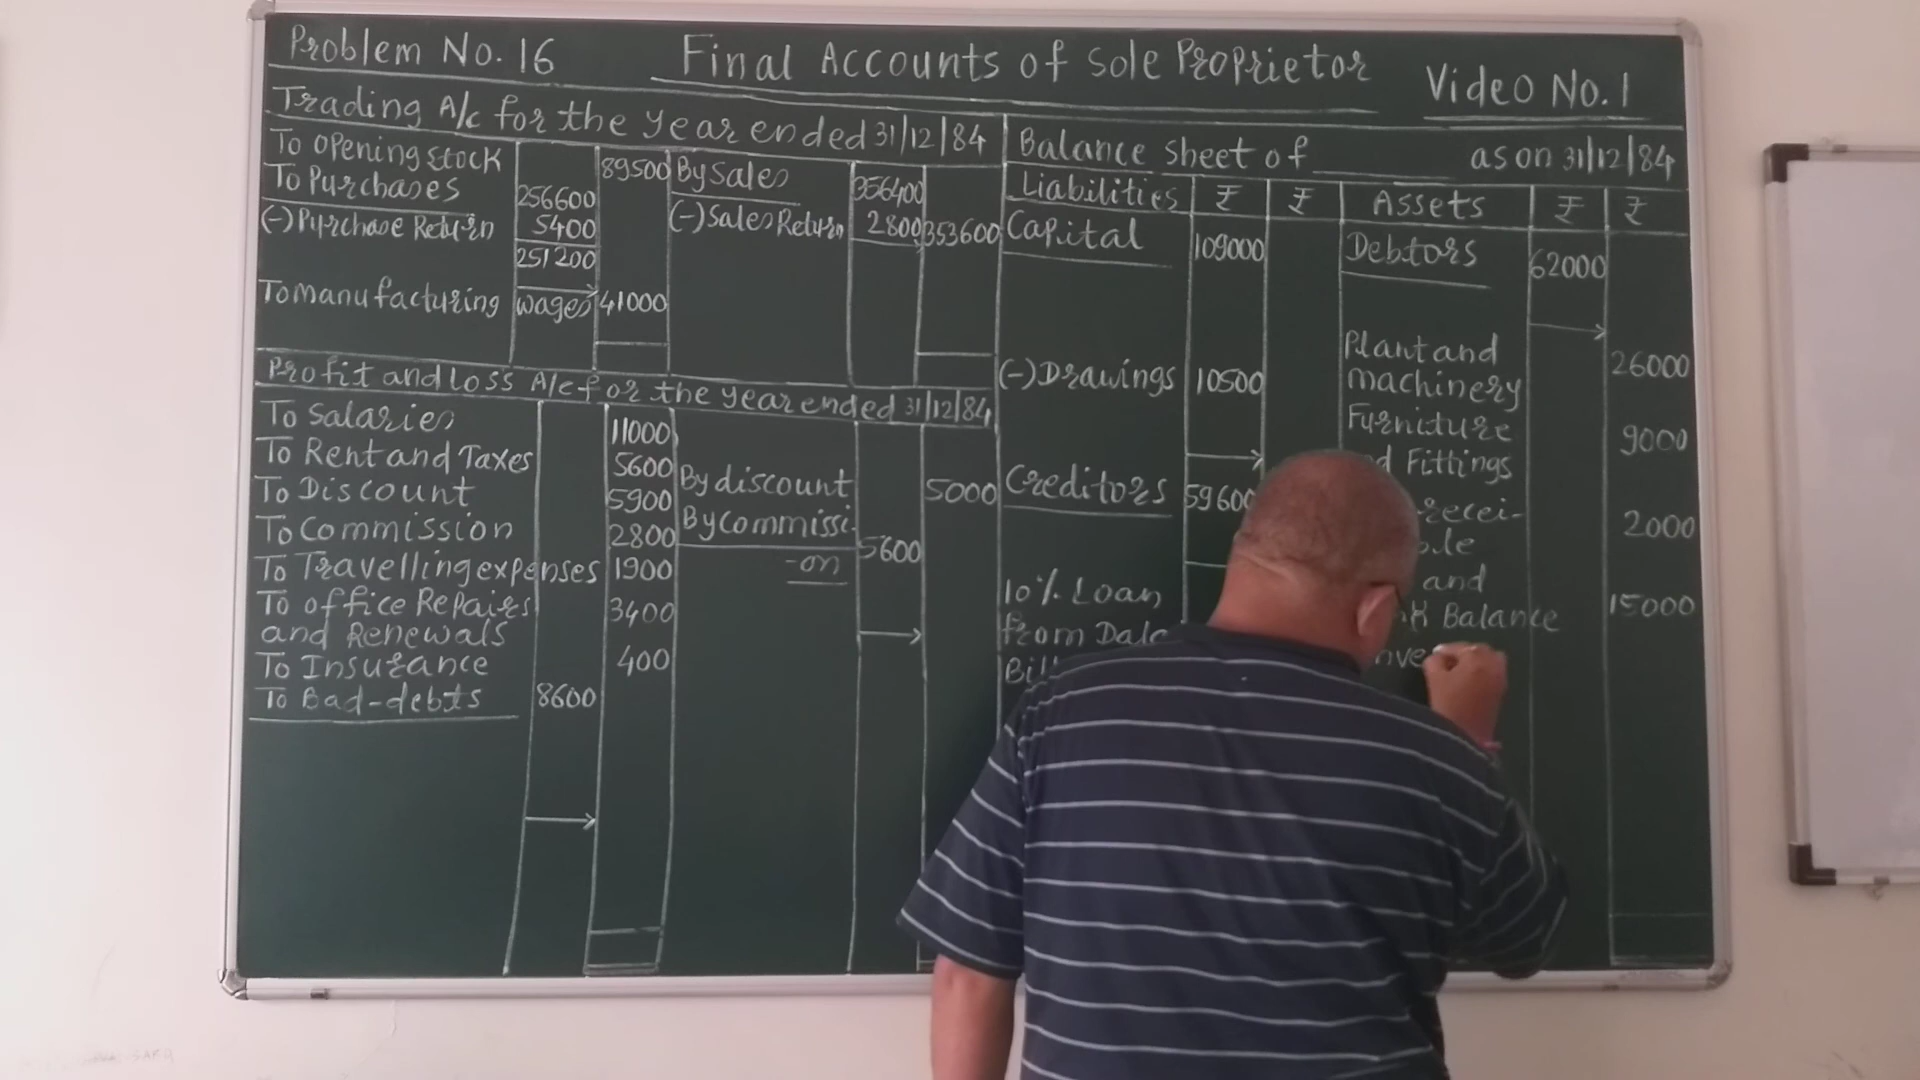 Problem No. 16
Final Accounts of Sole Proprietor
Video No. 1
Trading A/c for the Year ended 31/12/84
To Opening Stock 89500
To Purchases 256600
(-) Purchase Return 5400
251200
To manufacturing wages 41000
By Sales 356400
(-) Sales Return 2800 353600
Profit and Loss A/c for the year ended 31/12/84
To Salaries 11000
To Rent and Taxes 5600
To Discount 5900
To Commission 2800
To Travelling expenses 1900
To office Repairs
and Renewals 3400
To Insurance 400
To Bad-debts 8600
By discount 5000
By Commissi-
-on 5600
Balance Sheet of as on 31/12/84
Liabilities ₹ ₹ Assets ₹ ₹
Capital 109000
(-) Drawings 10500
Creditors 59600
10% Loan
from
Debtors 62000
Plant and
machinery 26000
Furniture 9000
Fittings
recei-
2000
and
Balance 15000